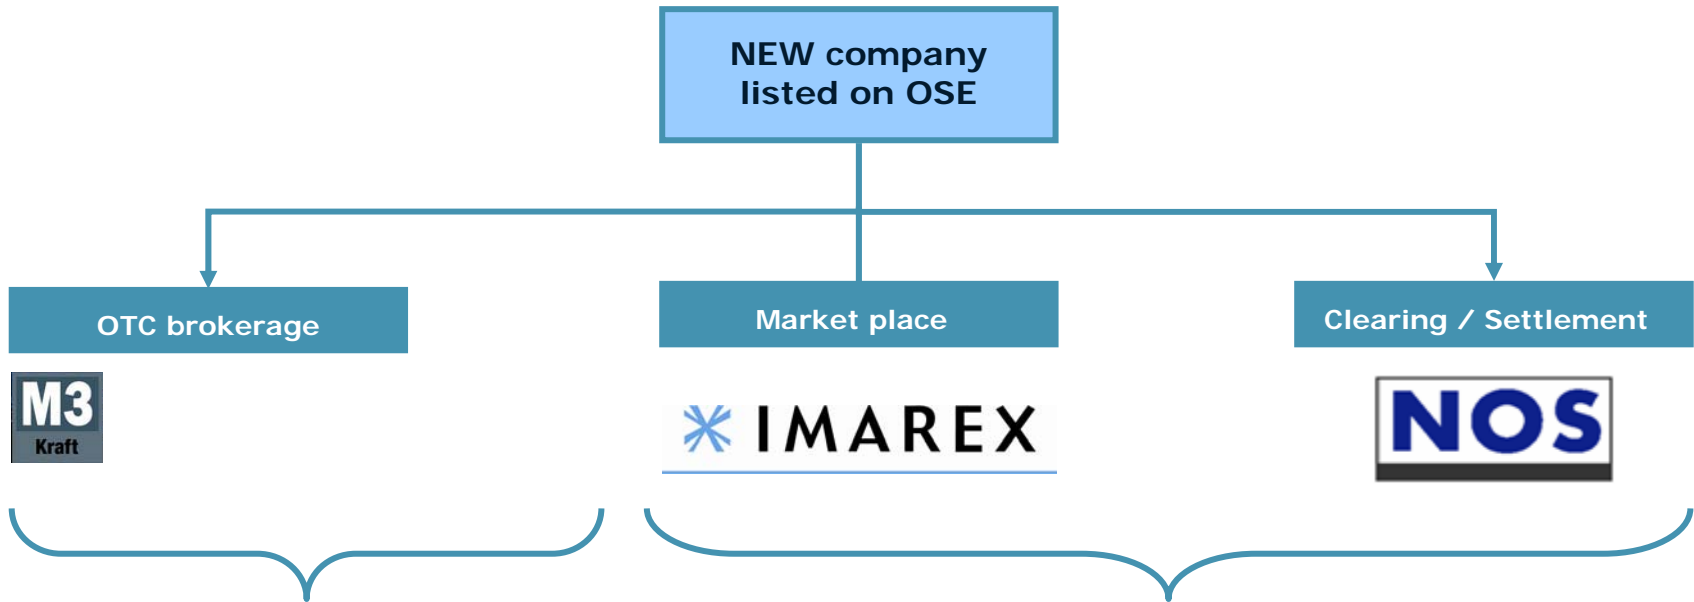 NEW company
listed on OSE
OTC brokerage
Market place
Clearing / Settlement
M3
Kraft
IMAREX
NOS